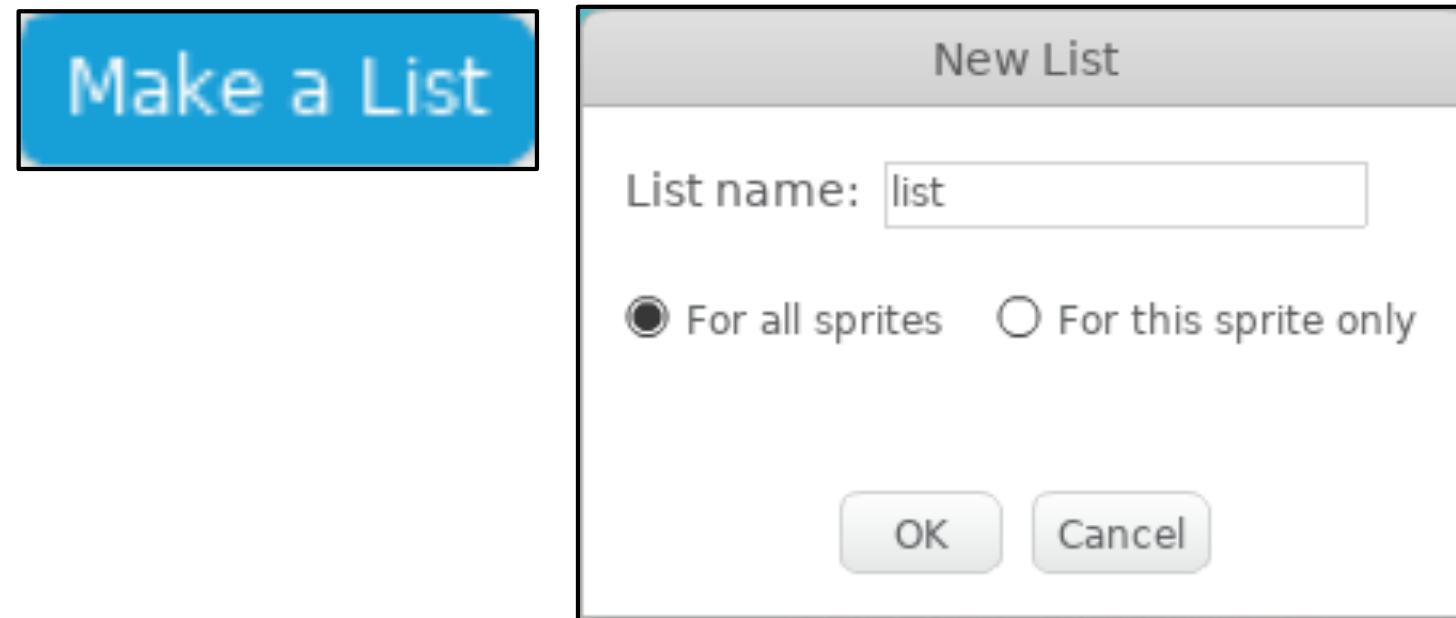 Make a List
New List
List name: list
For all sprites For this sprite only
OK Cancel